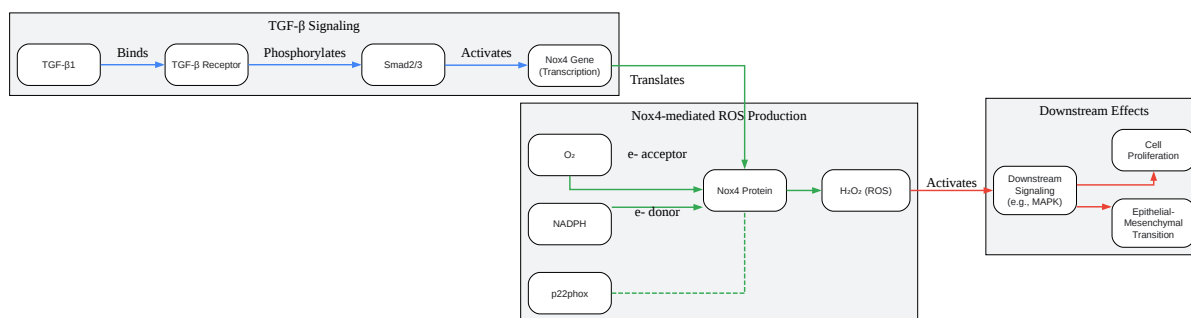 TGF-β Signaling
TGF-β1
Binds
TGF-β Receptor
Phosphorylates
Smad2/3
Activates
Nox4 Gene
(Transcription)
Translates
Nox4-mediated ROS Production
O₂
e- acceptor
NADPH
e- donor
p22phox
Nox4 Protein
H₂O₂ (ROS)
Activates
Downstream Effects
Downstream
Signaling
(e.g., MAPK)
Cell
Proliferation
Epithelial-
Mesenchymal
Transition